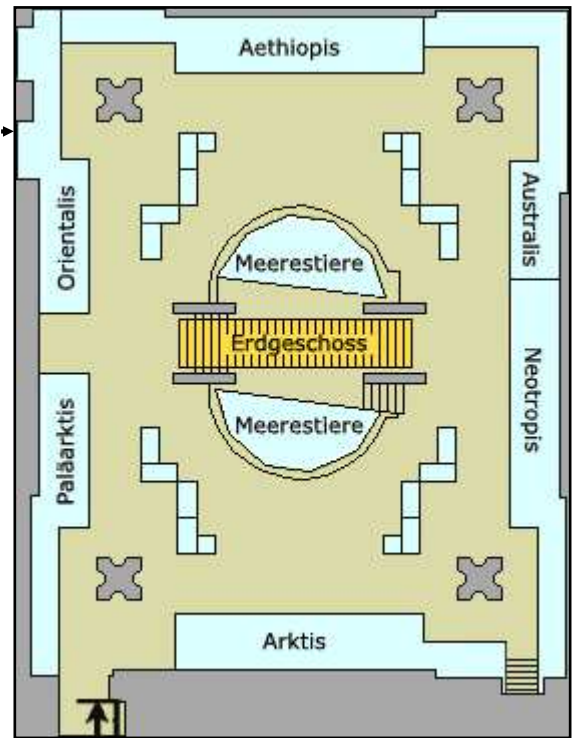 Aethiopis
Orientalis
Australis
Meerestiere
Erdgeschoss
Meerestiere
Neotropis
Paläarktis
Arktis